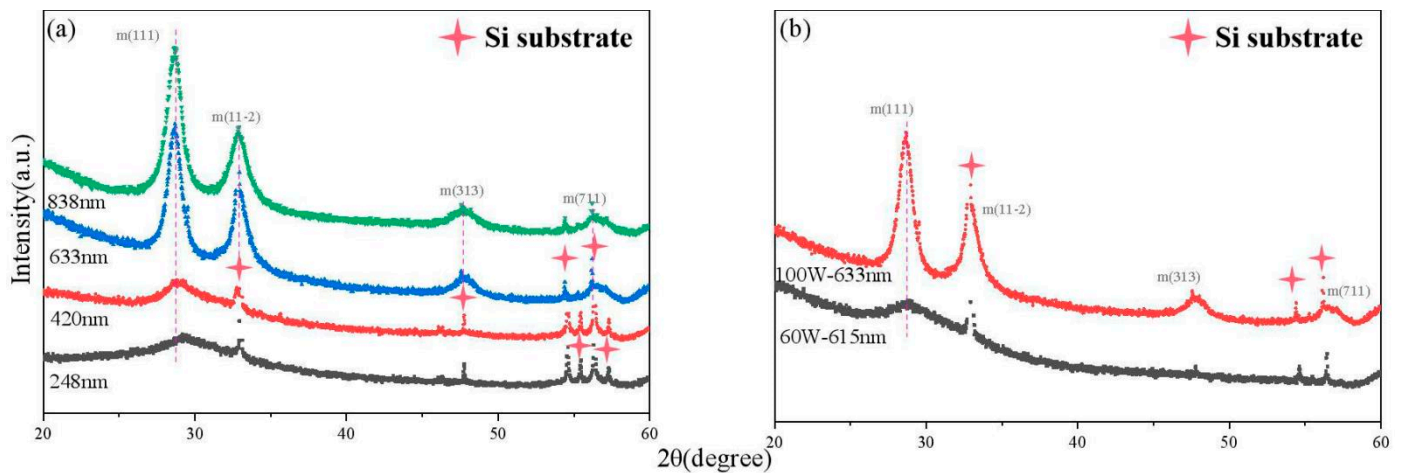 (a)
m(111)
Si substrate
m(11-2)
m(313)
m(711)
838nm
633nm
420nm
248nm
20
30
40
50
60
Intensity(a.u.)
(b)
Si substrate
m(111)
m(11-2)
m(313)
m(711)
100W-633nm
60W-615nm
20
30
40
50
60
2θ(degree)